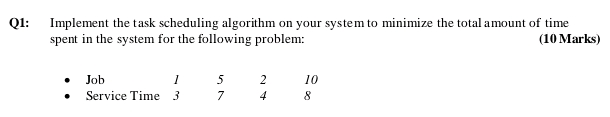 Q1: Implement the task scheduling algorithm on your system to minimize the total amount of time
spent in the system for the following problem: (10 Marks)
• Job 1 5 2 10
• Service Time 3 7 4 8